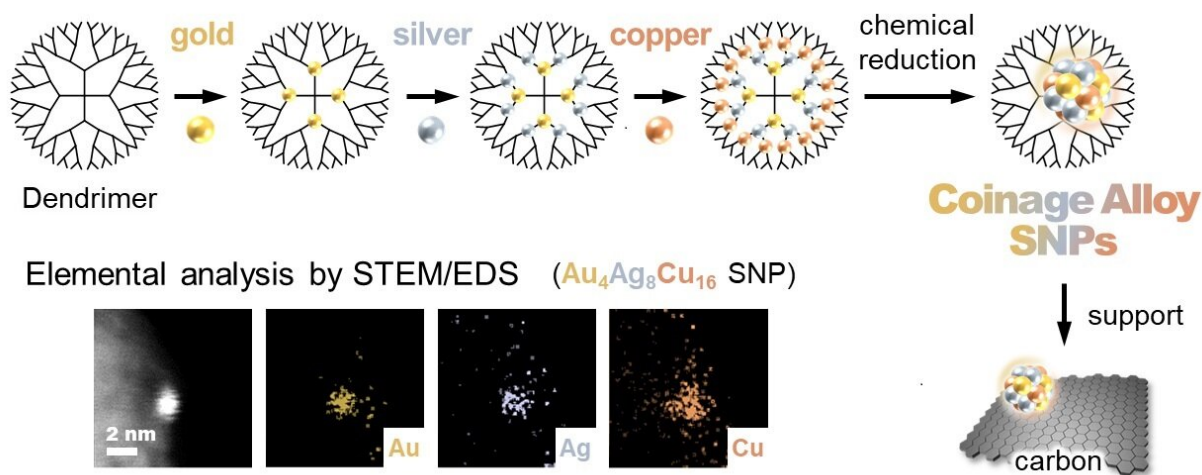 gold
silver
copper
chemical
reduction
Dendrimer
Coinage Alloy
SNPs
Elemental analysis by STEM/EDS (Au₄Ag₈Cu₁₆ SNP)
support
2 nm
Au
Ag
Cu
carbon